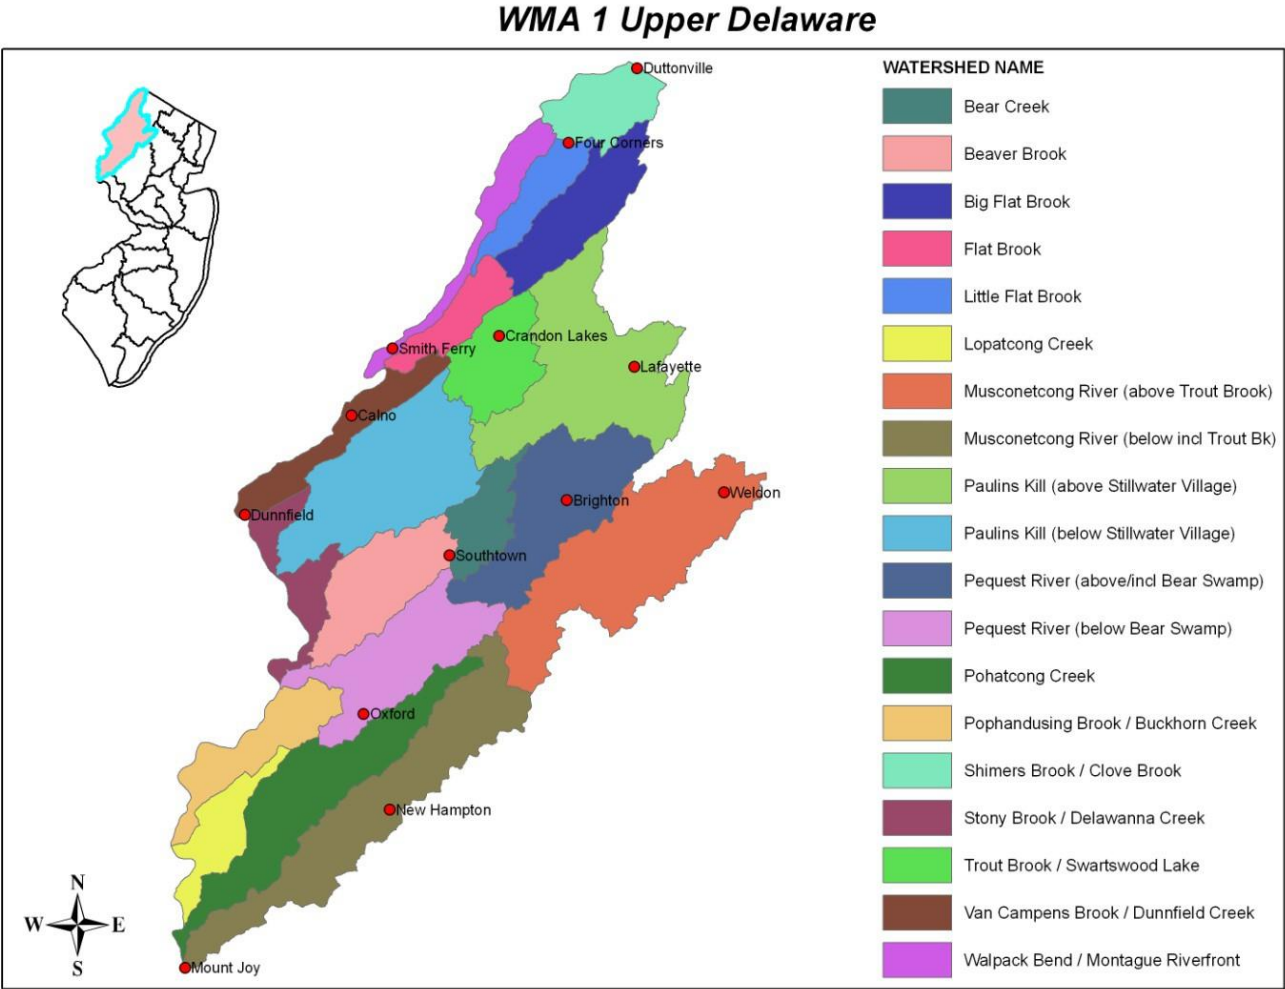 WMA 1 Upper Delaware
Duttonville
Four Corners
Crandon Lakes
Smith Ferry
Lafayette
Calno
Weldon
Brighton
Dunnfield
Southtown
Oxford
New Hampton
Mount Joy
N
W E
S
WATERSHED NAME
Bear Creek
Beaver Brook
Big Flat Brook
Flat Brook
Little Flat Brook
Lopatcong Creek
Musconetcong River (above Trout Brook)
Musconetcong River (below incl Trout Bk)
Paulins Kill (above Stillwater Village)
Paulins Kill (below Stillwater Village)
Pequest River (above/incl Bear Swamp)
Pequest River (below Bear Swamp)
Pohatcong Creek
Pophandusing Brook / Buckhorn Creek
Shimers Brook / Clove Brook
Stony Brook / Delawanna Creek
Trout Brook / Swartswood Lake
Van Campens Brook / Dunnfield Creek
Walpack Bend / Montague Riverfront